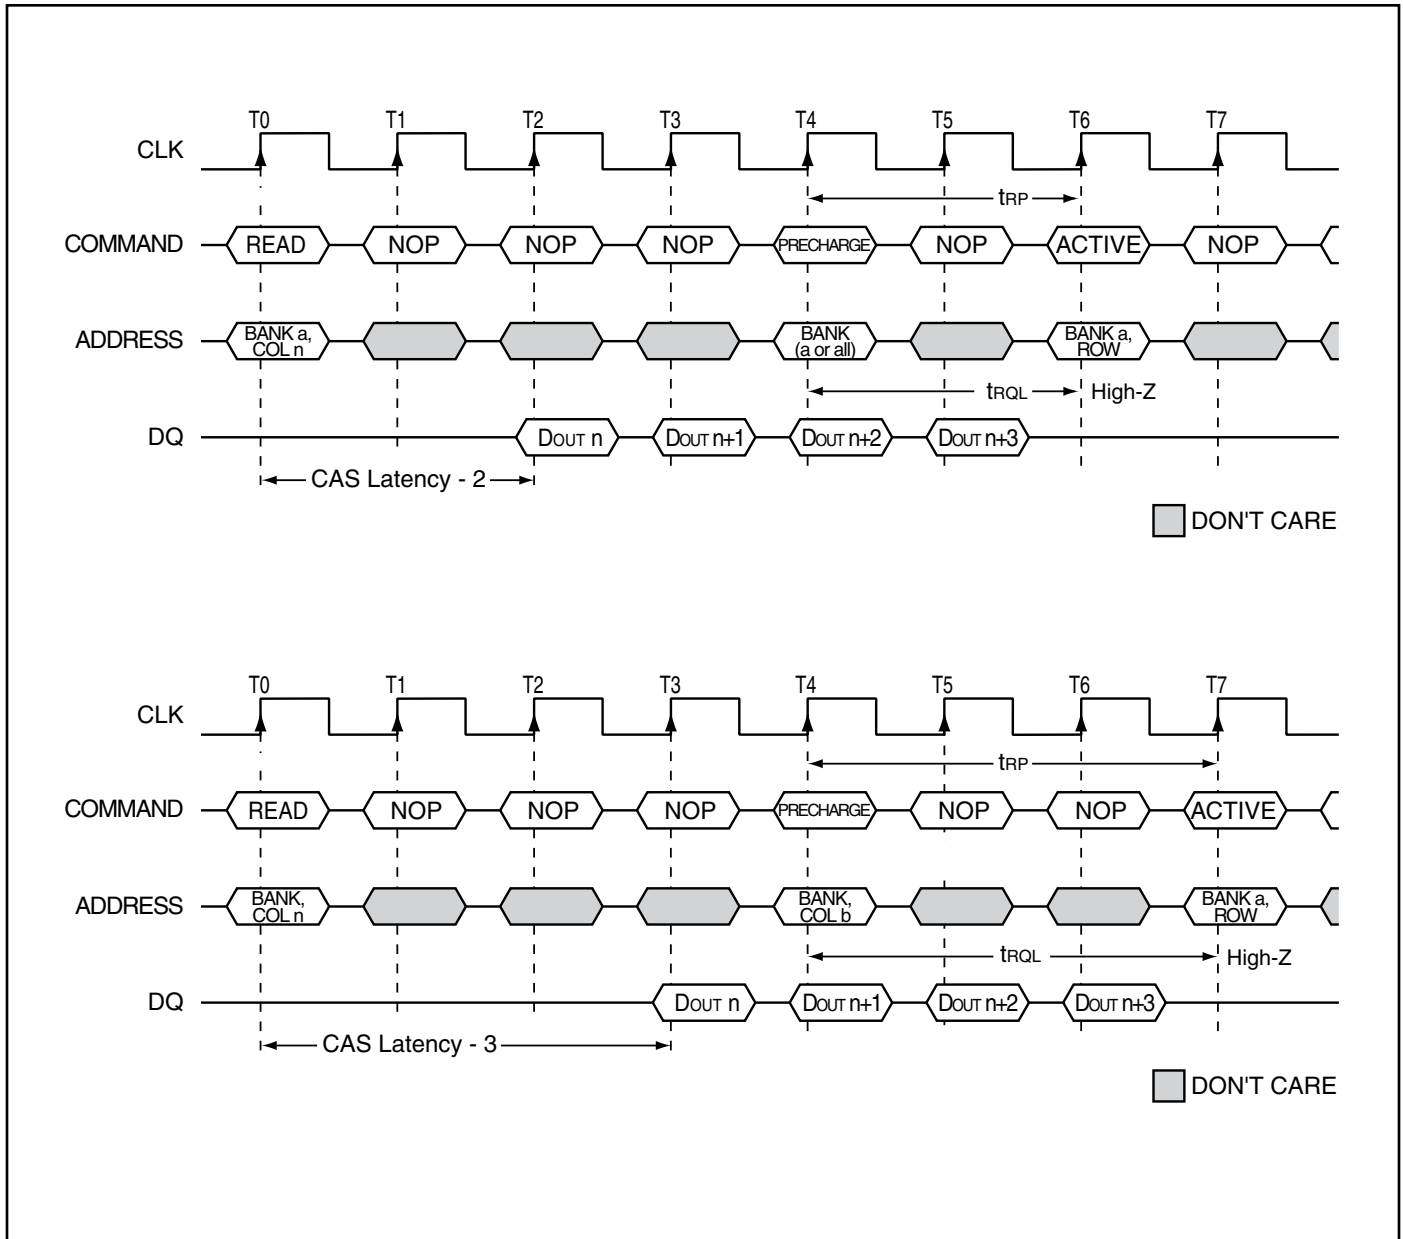 T0 T1 T2 T3 T4 T5 T6 T7
CLK
tRP
COMMAND READ NOP NOP NOP PRECHARGE NOP ACTIVE NOP
ADDRESS BANK a, COL n BANK (a or all) BANK a, ROW
tRQL High-Z
DQ DOUT n DOUT n+1 DOUT n+2 DOUT n+3
CAS Latency - 2
DON'T CARE
T0 T1 T2 T3 T4 T5 T6 T7
CLK
tRP
COMMAND READ NOP NOP NOP PRECHARGE NOP NOP ACTIVE
ADDRESS BANK, COL n BANK, COL b BANK a, ROW
tRQL High-Z
DQ DOUT n DOUT n+1 DOUT n+2 DOUT n+3
CAS Latency - 3
DON'T CARE